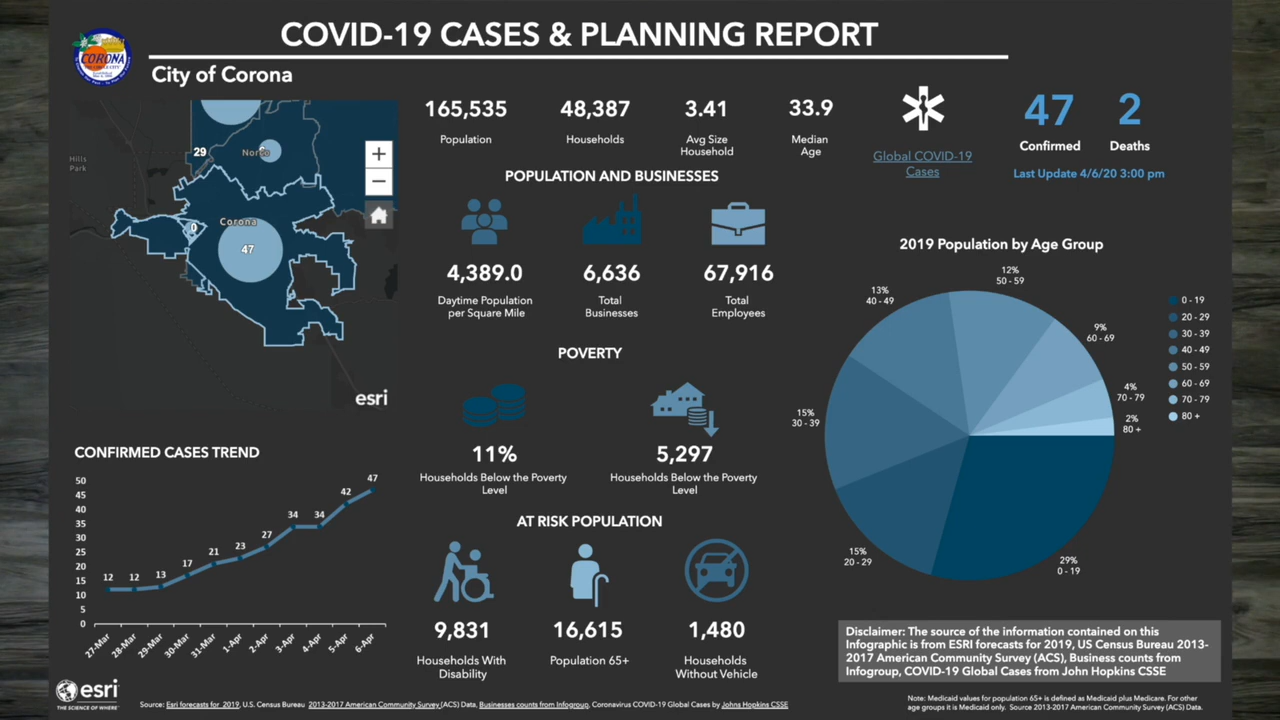 COVID-19 CASES & PLANNING REPORT
CORONA
City of Corona
Hills
Park
29
Norco
Corona
0
47
+
−
esri
165,535
Population
48,387
Households
3.41
Avg Size
Household
33.9
Median
Age
Global COVID-19
Cases
47
Confirmed
2
Deaths
Last Update 4/6/20 3:00 pm
POPULATION AND BUSINESSES
4,389.0
Daytime Population
per Square Mile
6,636
Total
Businesses
67,916
Total
Employees
POVERTY
11%
Households Below the Poverty
Level
5,297
Households Below the Poverty
Level
AT RISK POPULATION
9,831
Households With
Disability
16,615
Population 65+
1,480
Households
Without Vehicle
CONFIRMED CASES TREND
50
45
40
35
30
25
20
15
10
5
0
12 12 13 17 21 23 27 34 34 42 47
27-Mar 28-Mar 29-Mar 30-Mar 31-Mar 1-Apr 2-Apr 3-Apr 4-Apr 5-Apr 6-Apr
2019 Population by Age Group
12%
50 - 59
13%
40 - 49
9%
60 - 69
4%
70 - 79
2%
80 +
15%
30 - 39
15%
20 - 29
29%
0 - 19
0 - 19
20 - 29
30 - 39
40 - 49
50 - 59
60 - 69
70 - 79
80 +
Disclaimer: The source of the information contained on this
Infographic is from ESRI forecasts for 2019, US Census Bureau 2013-
2017 American Community Survey (ACS), Business counts from
Infogroup, COVID-19 Global Cases from John Hopkins CSSE
esri
THE SCIENCE OF WHERE
Source: Esri forecasts for 2019, U.S. Census Bureau 2013-2017 American Community Survey (ACS) Data, Businesses counts from Infogroup, Coronavirus COVID-19 Global Cases by Johns Hopkins CSSE
Note: Medicaid values for population 65+ is defined as Medicaid plus Medicare. For other
age groups it is Medicaid only. Source 2013-2017 American Community Survey (ACS) Data.